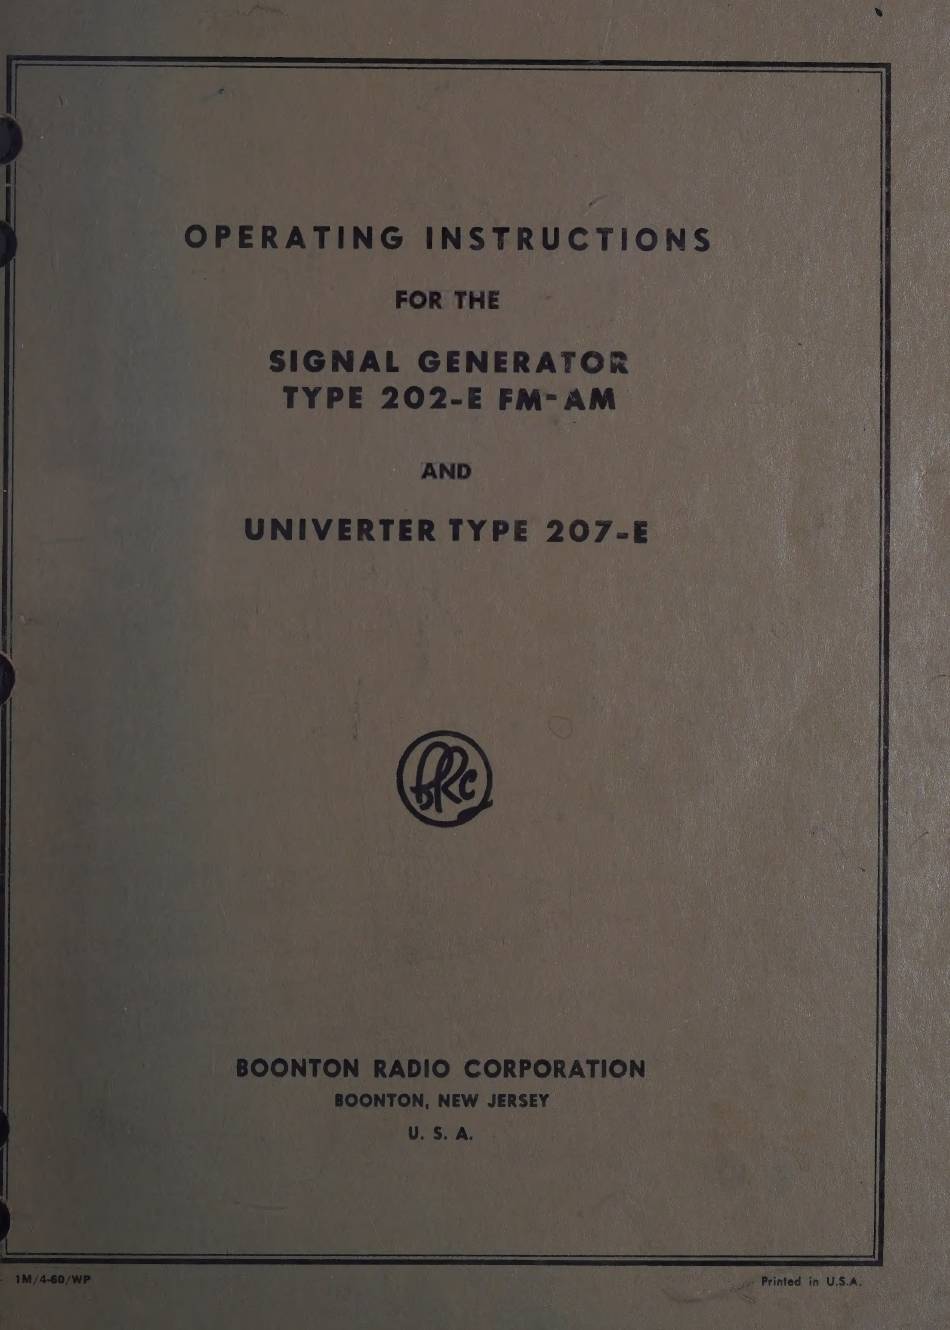 OPERATING INSTRUCTIONS
FOR THE
SIGNAL GENERATOR
TYPE 202-E FM-AM
AND
UNIVERTER TYPE 207-E
BRC
BOONTON RADIO CORPORATION
BOONTON, NEW JERSEY
U. S. A.
1M/4-60/WP
Printed in U.S.A.